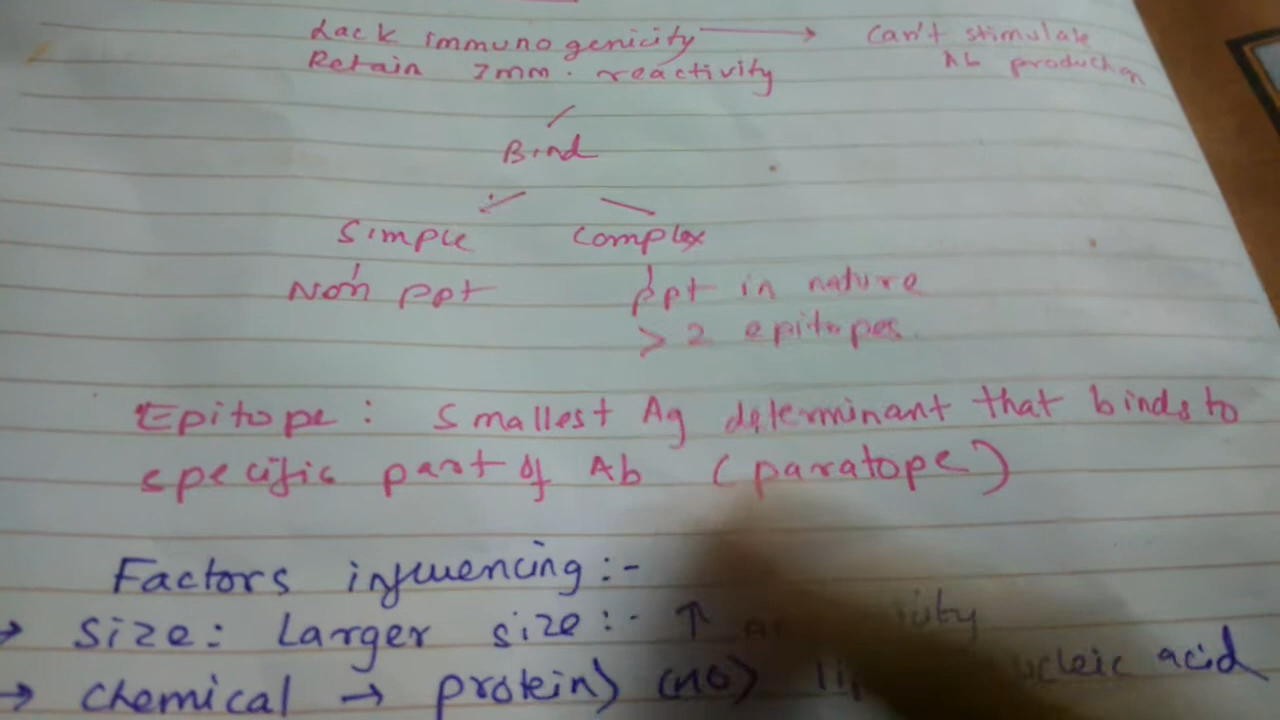 Lack immunogenicity → can't stimulate
Retain Imm. reactivity Ab production
Bind
Simple Complex
Non ppt ppt in nature
> 2 epitopes
Epitope : Smallest Ag determinant that binds to
specific part of Ab (paratope)
Factors influencing :-
→ Size : Larger size :- ↑
→ chemical → protein) (no) acid